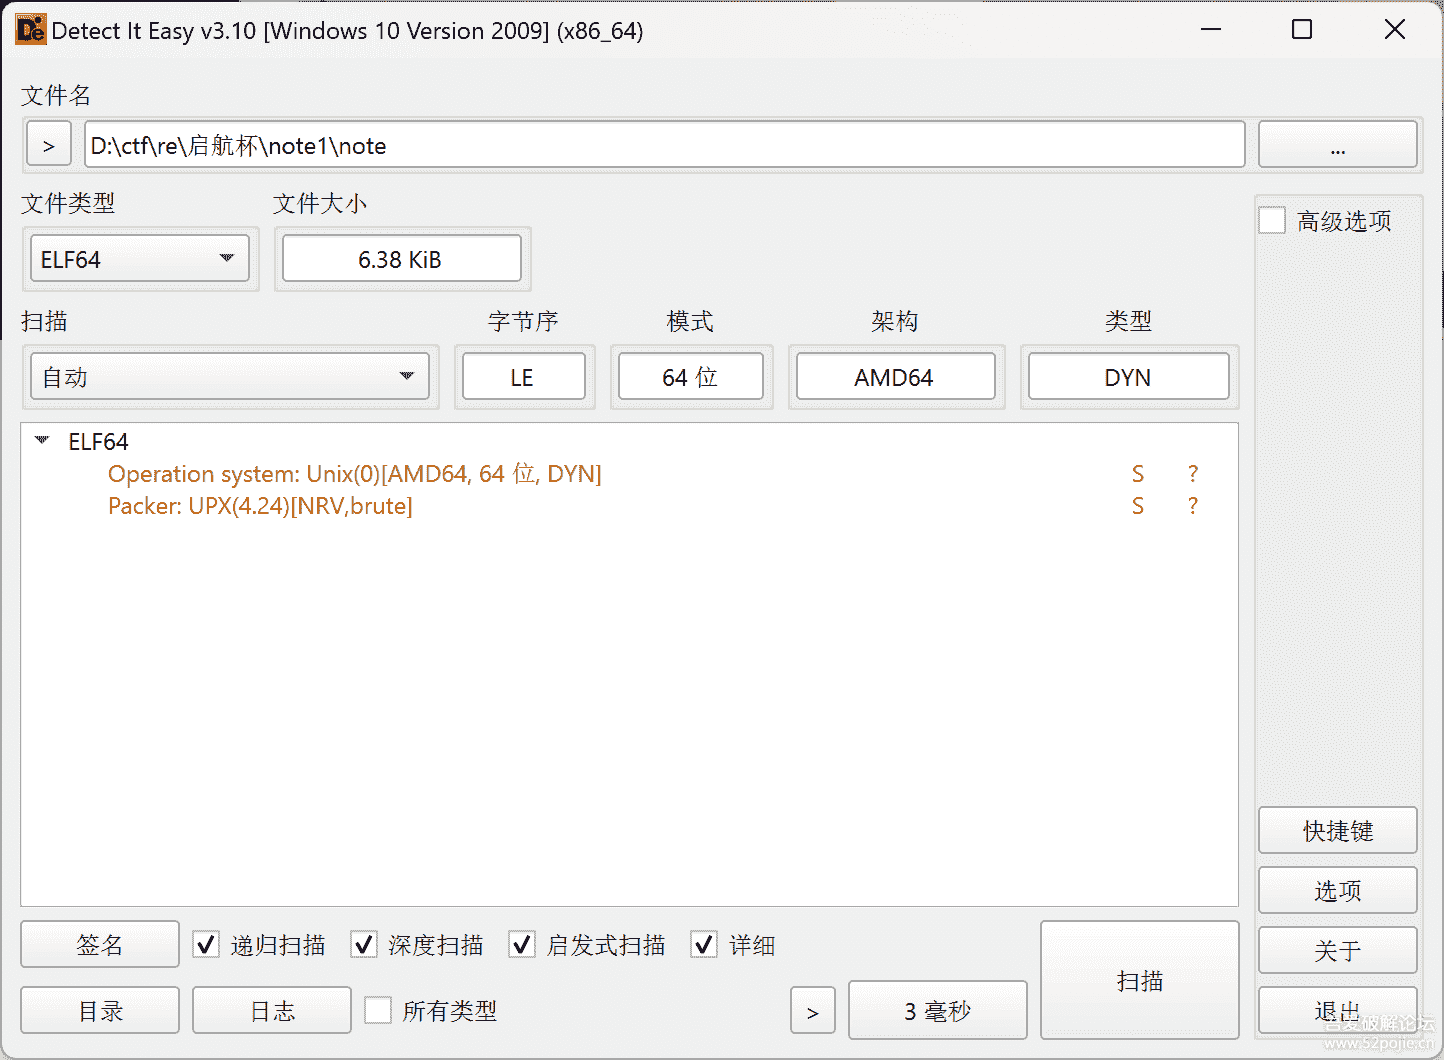 Detect It Easy v3.10 [Windows 10 Version 2009] (x86_64)
文件名
> D:\ctf\re\启航杯\note1\note ...
文件类型 文件大小
高级选项
ELF64 6.38 KiB
扫描 字节序 模式 架构 类型
自动 LE 64 位 AMD64 DYN
ELF64
Operation system: Unix(0)[AMD64, 64 位, DYN] S ?
Packer: UPX(4.24)[NRV,brute] S ?
快捷键
选项
签名 递归扫描 深度扫描 启发式扫描 详细
关于
扫描
目录 日志 所有类型 > 3 毫秒
退出
吾爱破解论坛
www.52pojie.cn